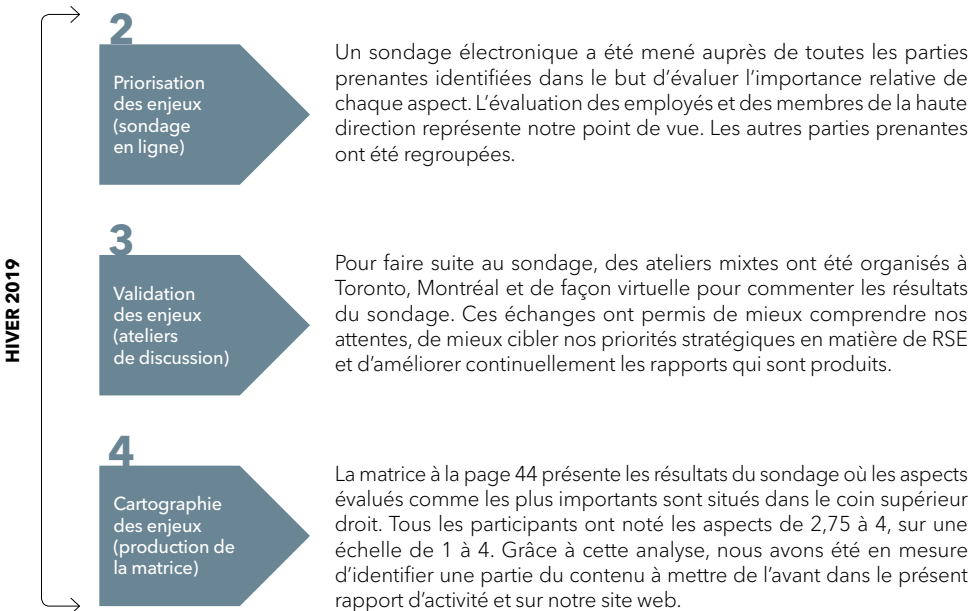 HIVER 2019
2
Priorisation
des enjeux
(sondage
en ligne)
Un sondage électronique a été mené auprès de toutes les parties
prenantes identifiées dans le but d’évaluer l’importance relative de
chaque aspect. L’évaluation des employés et des membres de la haute
direction représente notre point de vue. Les autres parties prenantes
ont été regroupées.
3
Validation
des enjeux
(ateliers
de discussion)
Pour faire suite au sondage, des ateliers mixtes ont été organisés à
Toronto, Montréal et de façon virtuelle pour commenter les résultats
du sondage. Ces échanges ont permis de mieux comprendre nos
attentes, de mieux cibler nos priorités stratégiques en matière de RSE
et d’améliorer continuellement les rapports qui sont produits.
4
Cartographie
des enjeux
(production de
la matrice)
La matrice à la page 44 présente les résultats du sondage où les aspects
évalués comme les plus importants sont situés dans le coin supérieur
droit. Tous les participants ont noté les aspects de 2,75 à 4, sur une
échelle de 1 à 4. Grâce à cette analyse, nous avons été en mesure
d’identifier une partie du contenu à mettre de l’avant dans le présent
rapport d’activité et sur notre site web.